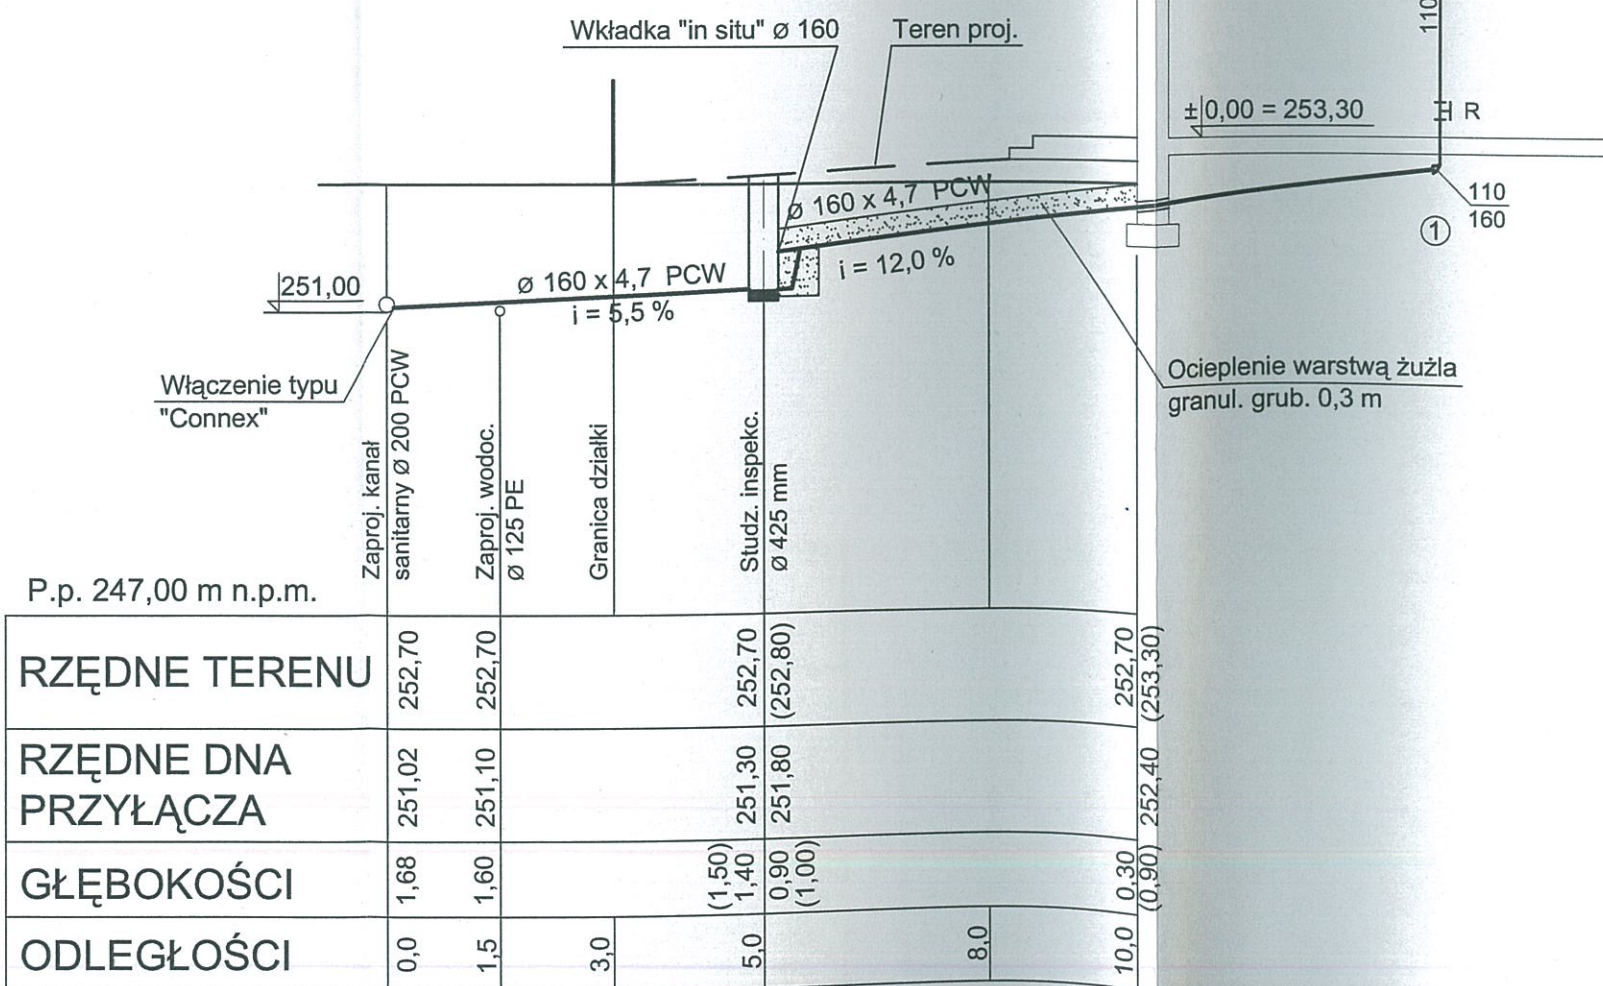 Wkładka "in situ" ø 160
Teren proj.
110
±0,00 = 253,30
R
ø 160 x 4,7 PCW
110
160
1
i = 12,0 %
251,00
ø 160 x 4,7 PCW
i = 5,5 %
Włączenie typu
"Connex"
Ocieplenie warstwą żużla
granul. grub. 0,3 m
Zaproj. kanał
sanitarny ø 200 PCW
Zaproj. wodoc.
ø 125 PE
Granica działki
Studz. inspekc.
ø 425 mm
P.p. 247,00 m n.p.m.
RZĘDNE TERENU
252,70
252,70
252,70
(252,80)
252,70
(253,30)
RZĘDNE DNA
PRZYŁĄCZA
251,02
251,10
251,30
251,80
252,40
GŁĘBOKOŚCI
1,68
1,60
(1,50)
1,40
0,90
(1,00)
0,30
(0,90)
ODLEGŁOŚCI
0,0
1,5
3,0
5,0
8,0
10,0